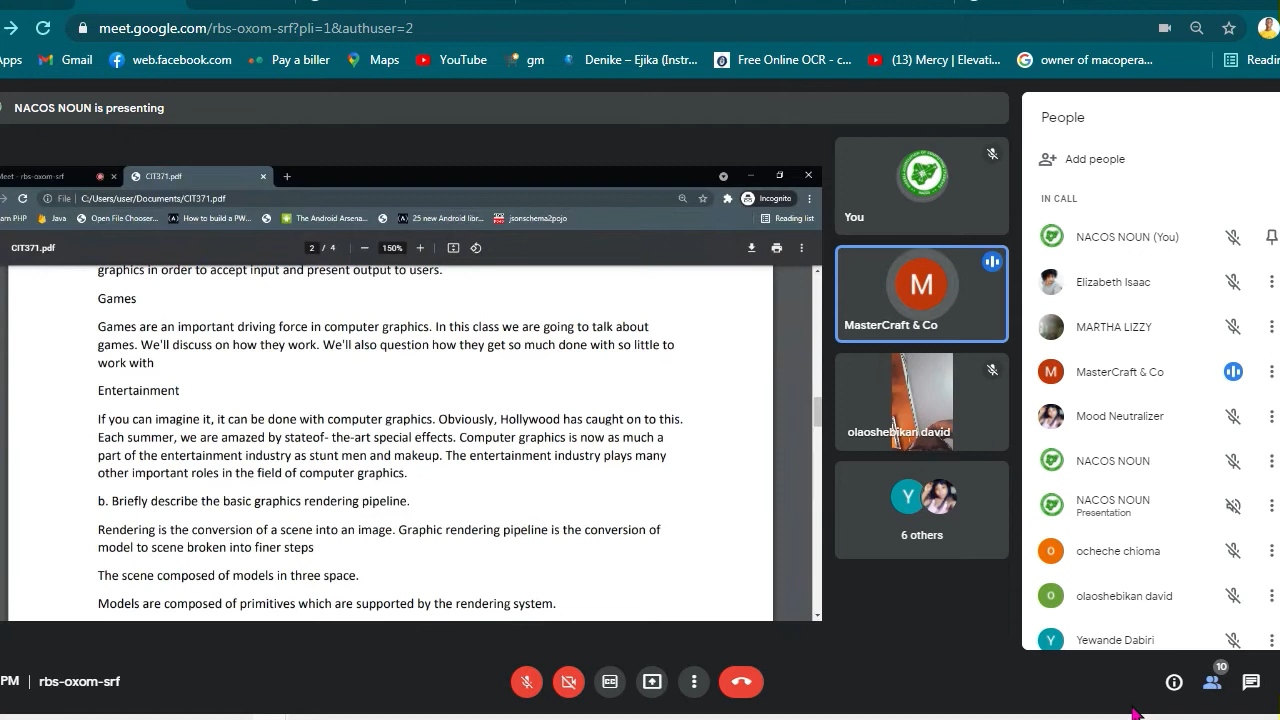 meet.google.com/rbs-oxom-srf?pli=1&authuser=2
Apps
Gmail
web.facebook.com
Pay a biller
Maps
YouTube
gm
Denike – Ejika (Instr...
Free Online OCR - c...
(13) Mercy | Elevati...
owner of macopera...
Readin
NACOS NOUN is presenting
Meet - rbs-oxom-srf
CIT371.pdf
File
C:/Users/user/Documents/CIT371.pdf
Incognito
arn PHP
Java
Open File Chooser...
How to build a PW...
The Android Arsena...
25 new Android libr...
jsonschema2pojo
Reading list
CIT371.pdf
2 / 4
150%
graphics in order to accept input and present output to users.
Games
Games are an important driving force in computer graphics. In this class we are going to talk about
games. We'll discuss on how they work. We'll also question how they get so much done with so little to
work with
Entertainment
If you can imagine it, it can be done with computer graphics. Obviously, Hollywood has caught on to this.
Each summer, we are amazed by stateof- the-art special effects. Computer graphics is now as much a
part of the entertainment industry as stunt men and makeup. The entertainment industry plays many
other important roles in the field of computer graphics.
b. Briefly describe the basic graphics rendering pipeline.
Rendering is the conversion of a scene into an image. Graphic rendering pipeline is the conversion of
model to scene broken into finer steps
The scene composed of models in three space.
Models are composed of primitives which are supported by the rendering system.
You
M
MasterCraft & Co
olaoshebikan david
Y
6 others
People
Add people
IN CALL
NACOS NOUN (You)
Elizabeth Isaac
MARTHA LIZZY
M
MasterCraft & Co
Mood Neutralizer
NACOS NOUN
NACOS NOUN
Presentation
o
ocheche chioma
o
olaoshebikan david
Y
Yewande Dabiri
PM
rbs-oxom-srf
10